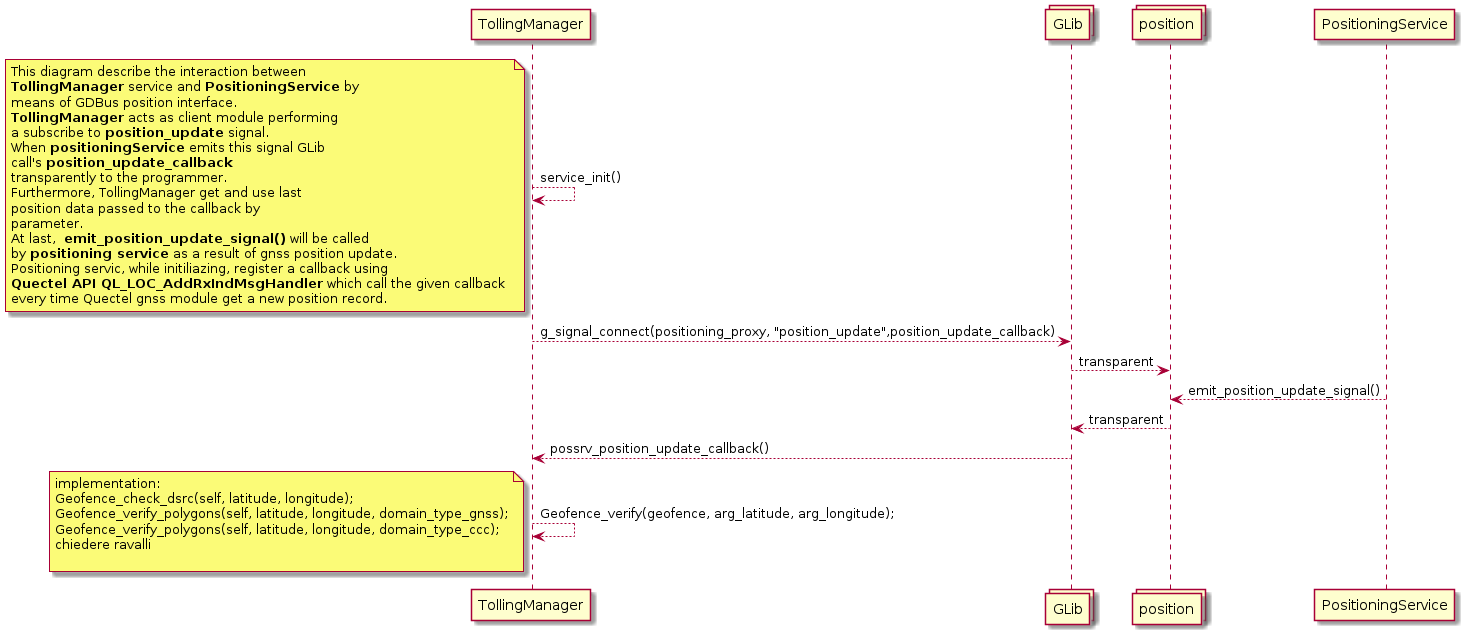 TollingManager
GLib
position
PositioningService
This diagram describe the interaction between
TollingManager service and PositioningService by
means of GDBus position interface.
TollingManager acts as client module performing
a subscribe to position_update signal.
When positioningService emits this signal GLib
call's position_update_callback
transparently to the programmer.
Furthermore, TollingManager get and use last
position data passed to the callback by
parameter.
At last,  emit_position_update_signal() will be called
by positioning service as a result of gnss position update.
Positioning servic, while initiliazing, register a callback using
Quectel API QL_LOC_AddRxIndMsgHandler which call the given callback
every time Quectel gnss module get a new position record.
service_init()
g_signal_connect(positioning_proxy, "position_update",position_update_callback)
transparent
emit_position_update_signal()
transparent
possrv_position_update_callback()
implementation:
Geofence_check_dsrc(self, latitude, longitude);
Geofence_verify_polygons(self, latitude, longitude, domain_type_gnss);
Geofence_verify_polygons(self, latitude, longitude, domain_type_ccc);
chiedere ravalli
Geofence_verify(geofence, arg_latitude, arg_longitude);
TollingManager
GLib
position
PositioningService